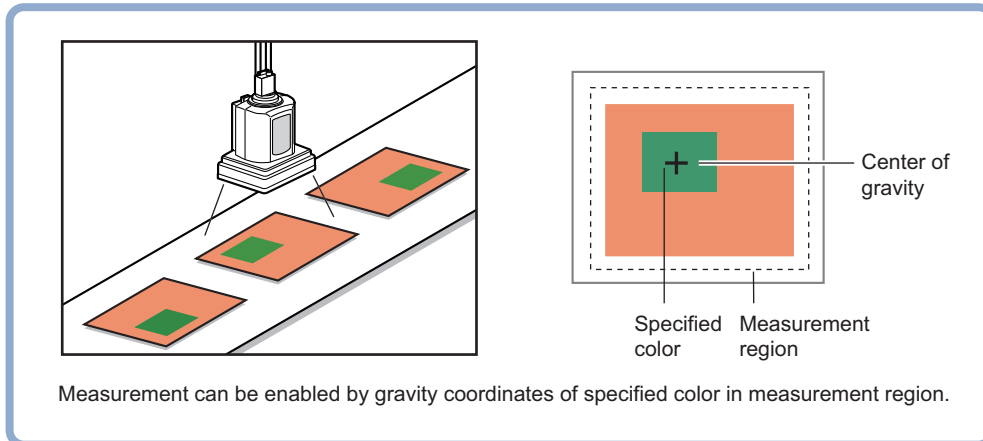 Center of
gravity
Specified
color
Measurement
region
Measurement can be enabled by gravity coordinates of specified color in measurement region.